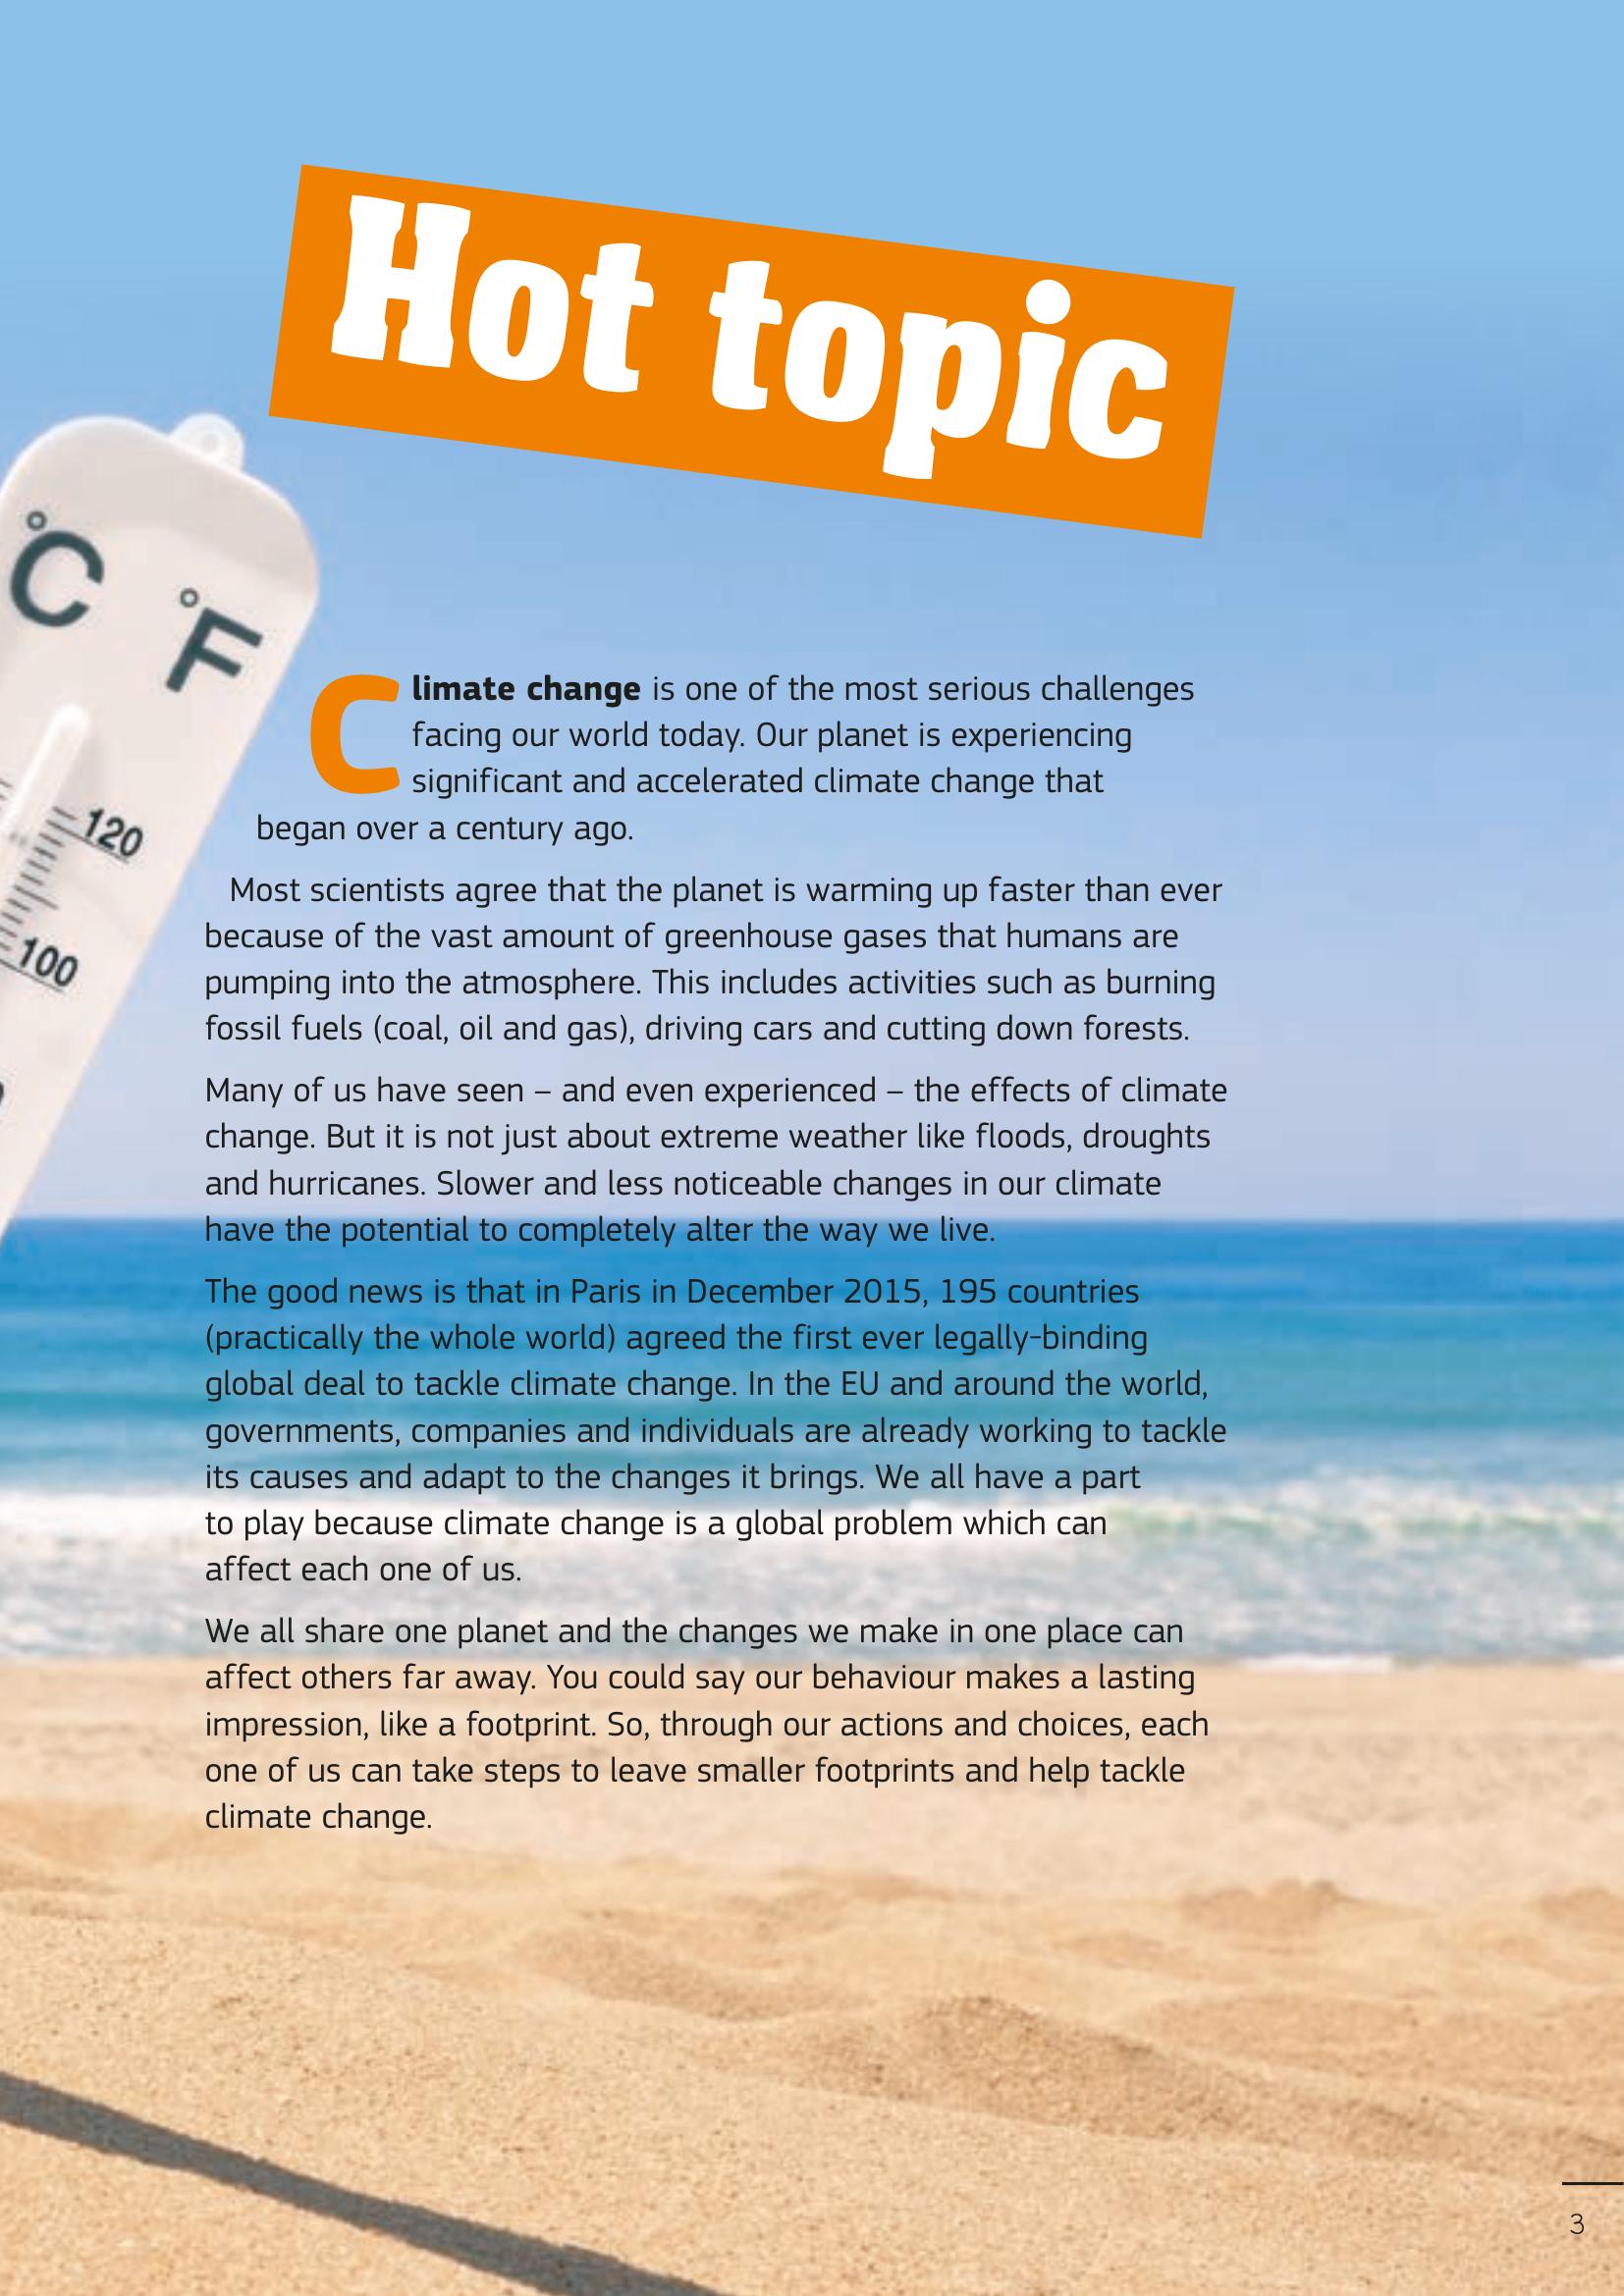 Hot topic
°C °F
120
100
Climate change is one of the most serious challenges
facing our world today. Our planet is experiencing
significant and accelerated climate change that
began over a century ago.
Most scientists agree that the planet is warming up faster than ever
because of the vast amount of greenhouse gases that humans are
pumping into the atmosphere. This includes activities such as burning
fossil fuels (coal, oil and gas), driving cars and cutting down forests.
Many of us have seen – and even experienced – the effects of climate
change. But it is not just about extreme weather like floods, droughts
and hurricanes. Slower and less noticeable changes in our climate
have the potential to completely alter the way we live.
The good news is that in Paris in December 2015, 195 countries
(practically the whole world) agreed the first ever legally-binding
global deal to tackle climate change. In the EU and around the world,
governments, companies and individuals are already working to tackle
its causes and adapt to the changes it brings. We all have a part
to play because climate change is a global problem which can
affect each one of us.
We all share one planet and the changes we make in one place can
affect others far away. You could say our behaviour makes a lasting
impression, like a footprint. So, through our actions and choices, each
one of us can take steps to leave smaller footprints and help tackle
climate change.
3